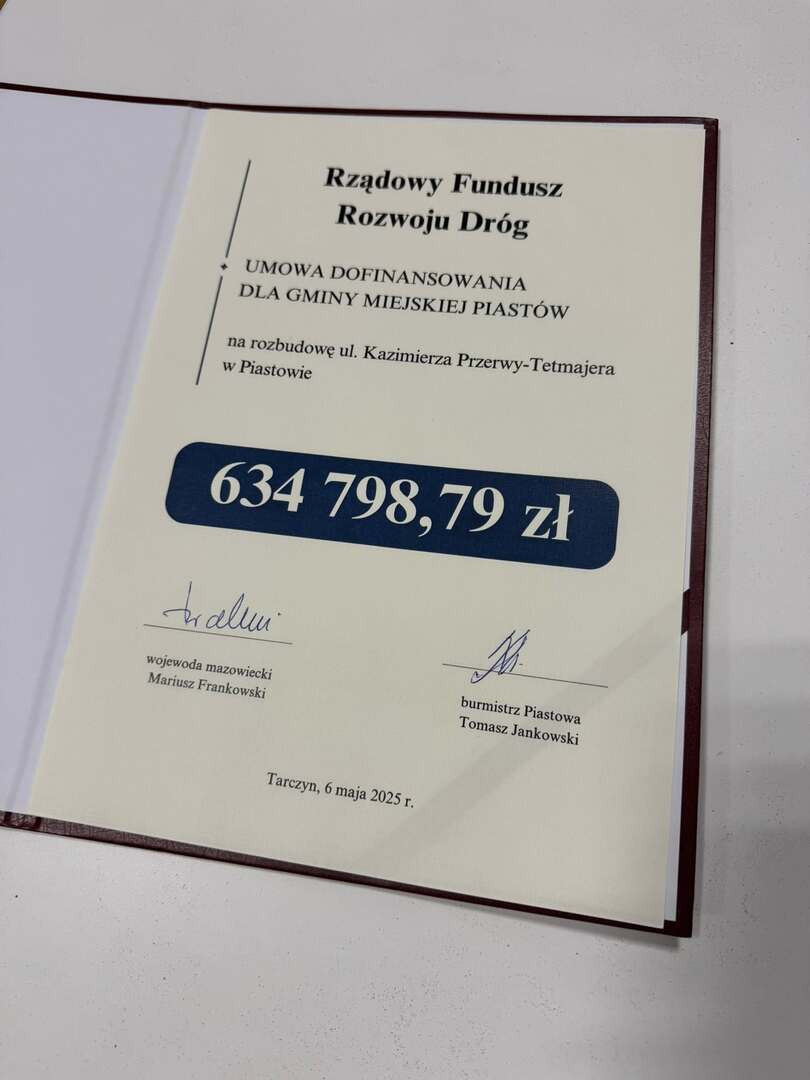 Rządowy Fundusz
Rozwoju Dróg
UMOWA DOFINANSOWANIA
DLA GMINY MIEJSKIEJ PIASTÓW
na rozbudowę ul. Kazimierza Przerwy-Tetmajera
w Piastowie
634 798,79 zł
wojewoda mazowiecki
Mariusz Frankowski
burmistrz Piastowa
Tomasz Jankowski
Tarczyn, 6 maja 2025 r.